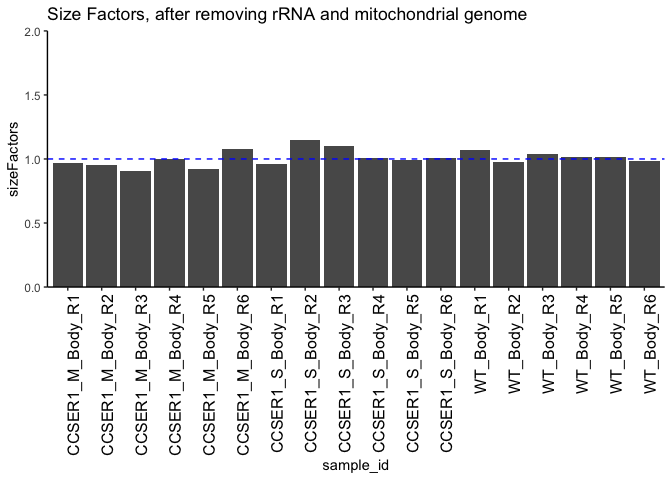 Size Factors, after removing rRNA and mitochondrial genome
2.0
1.5
1.0
0.5
0.0
sizeFactors
CCSER1_M_Body_R1
CCSER1_M_Body_R2
CCSER1_M_Body_R3
CCSER1_M_Body_R4
CCSER1_M_Body_R5
CCSER1_M_Body_R6
CCSER1_S_Body_R1
CCSER1_S_Body_R2
CCSER1_S_Body_R3
CCSER1_S_Body_R4
CCSER1_S_Body_R5
CCSER1_S_Body_R6
WT_Body_R1
WT_Body_R2
WT_Body_R3
WT_Body_R4
WT_Body_R5
WT_Body_R6
sample_id